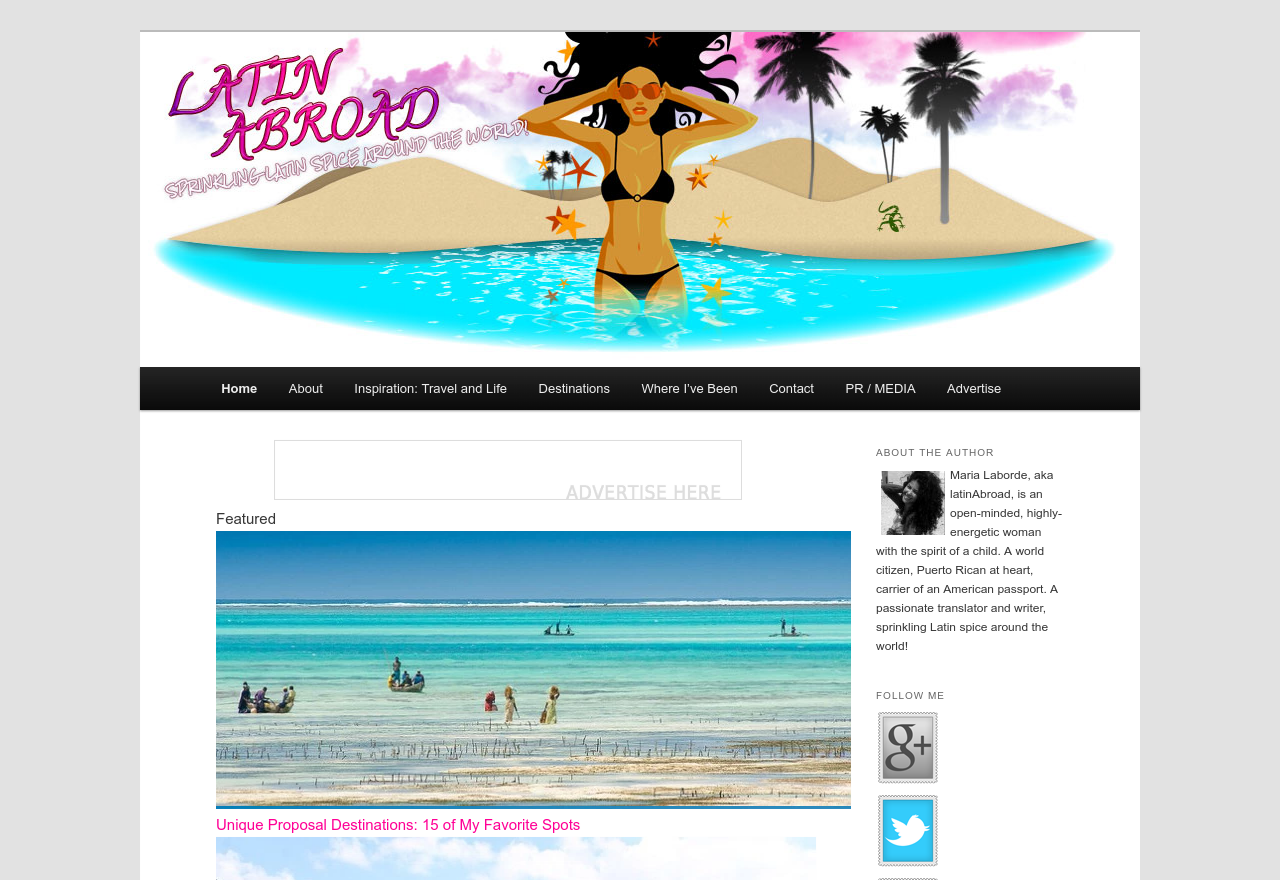 LATIN
ABROAD
SPRINKLING LATIN SPICE AROUND THE WORLD!
Home About Inspiration: Travel and Life Destinations Where I've Been Contact PR / MEDIA Advertise
ADVERTISE HERE
Featured
Unique Proposal Destinations: 15 of My Favorite Spots
ABOUT THE AUTHOR
Maria Laborde, aka
latinAbroad, is an
open-minded, highly-
energetic woman
with the spirit of a child. A world
citizen, Puerto Rican at heart,
carrier of an American passport. A
passionate translator and writer,
sprinkling Latin spice around the
world!
FOLLOW ME
g+